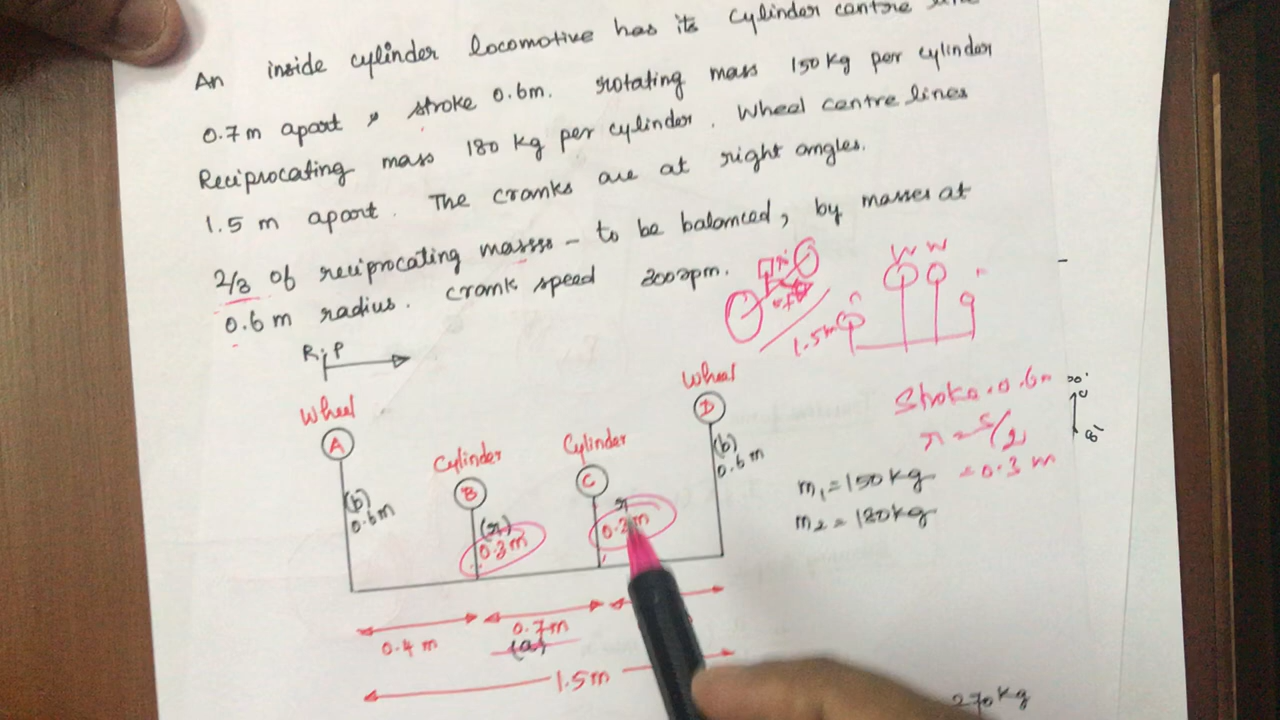 An inside cylinder locomotive has its cylinder cantre line
0.7 m apart & stroke 0.6m. rotating mass 150 kg per cylinder
Reciprocating mass 180 kg per cylinder. Wheel centre lines
1.5 m apart. The cranks are at right angles.
2/3 of reciprocating masses - to be balanced, by masses at
0.6 m radius. crank speed 300rpm.
W W
1.5m
R.P
Wheel
A
(b)
0.6m
Cylinder
B
(r)
0.3m
Cylinder
C
r
0.3m
Wheel
D
(b)
0.6m
Stroke = 0.6m
r = s/2
= 0.3 m
m₁ = 150 kg
m₂ = 180 kg
0.4 m
0.7m
(a)
1.5m
270 kg